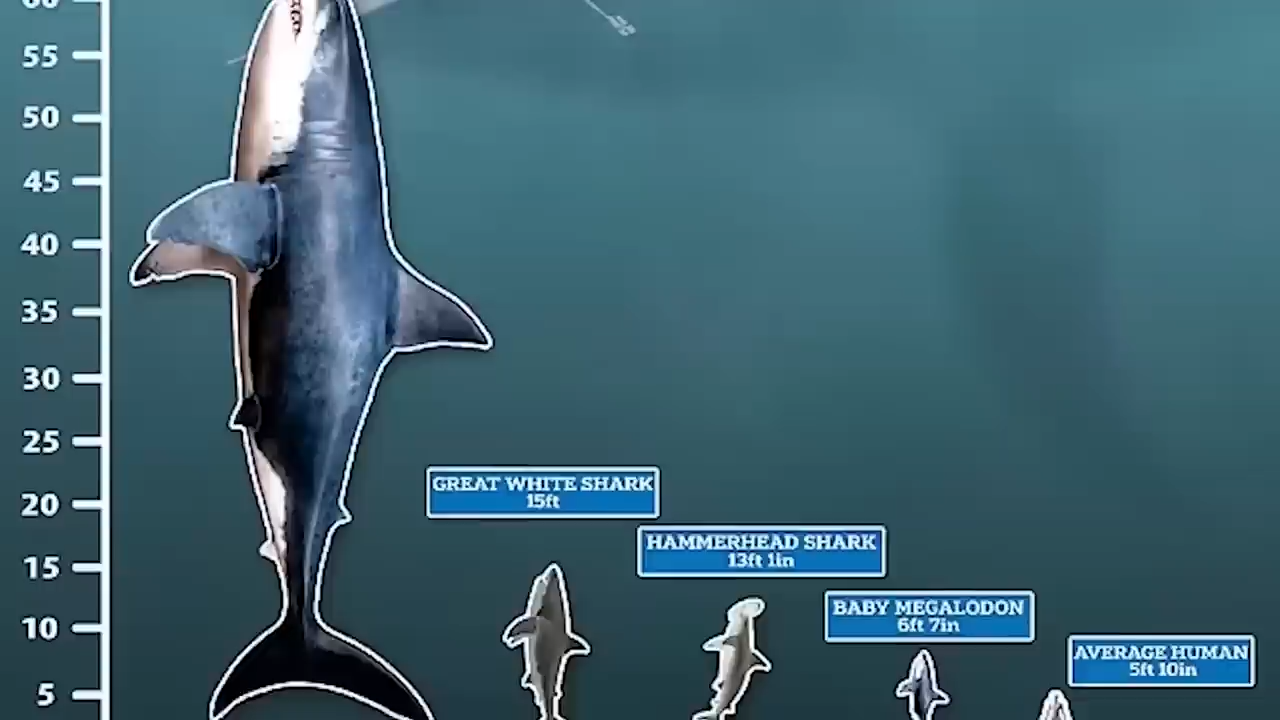 60
55
50
45
40
35
30
25
20
15
10
5
GREAT WHITE SHARK
15ft
HAMMERHEAD SHARK
13ft 1in
BABY MEGALODON
6ft 7in
AVERAGE HUMAN
5ft 10in